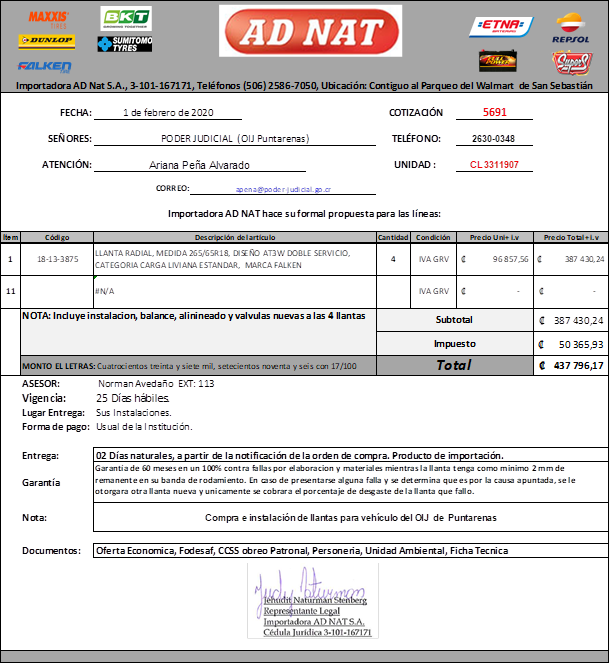 MAXXIS
TIRES
BKT
GROWING TOGETHER
DUNLOP
SUMITOMO
TYRES
FALKEN
AD NAT
ETNA
REPSOL
Importadora AD Nat S.A., 3-101-167171, Teléfonos (506) 2586-7050, Ubicación: Contiguo al Parqueo del Walmart de San Sebastián
FECHA: 1 de febrero de 2020 COTIZACIÓN 5691
SEÑORES: PODER JUDICIAL (OIJ Puntarenas) TELÉFONO: 2630-0348
ATENCIÓN: Ariana Peña Alvarado UNIDAD : CL 3311907
CORREO: apena@poder-judicial.go.cr
Importadora AD NAT hace su formal propuesta para las líneas:
Ítem Código Descripción del artículo Cantidad Condición Precio Uni+ i.v Precio Total+ i.v
1 18-13-3875 LLANTA RADIAL, MEDIDA 265/65R18, DISEÑO AT3W DOBLE SERVICIO, 4 IVA GRV ₡ 96 857,56 ₡ 387 430,24
CATEGORIA CARGA LIVIANA ESTANDAR, MARCA FALKEN
11 #N/A IVA GRV ₡ - ₡ -
NOTA: Incluye instalacion, balance, alinineado y valvulas nuevas a las 4 llantas
Subtotal ₡ 387 430,24
Impuesto ₡ 50 365,93
MONTO EL LETRAS: Cuatrocientos treinta y siete mil, setecientos noventa y seis con 17/100 Total ₡ 437 796,17
ASESOR: Norman Avedaño EXT: 113
Vigencia: 25 Días hábiles.
Lugar Entrega: Sus Instalaciones.
Forma de pago: Usual de la Institución.
Entrega: 02 Días naturales, a partir de la notificación de la orden de compra. Producto de importación.
Garantía Garantía de 60 meses en un 100% contra fallas por elaboracion y materiales mientras la llanta tenga como minimo 2 mm de
remanente en su banda de rodamiento. En caso de presentarse alguna falla y se determina que es por la causa apuntada, se le
otorgara otra llanta nueva y unicamente se cobrara el porcentaje de desgaste de la llanta que fallo.
Nota: Compra e instalación de llantas para vehículo del OIJ de Puntarenas
Documentos: Oferta Economica, Fodesaf, CCSS obreo Patronal, Personeria, Unidad Ambiental, Ficha Tecnica
Jehudit Naturman Stenberg
Representante Legal
Importadora AD NAT S.A.
Cédula Jurídica 3-101-167171